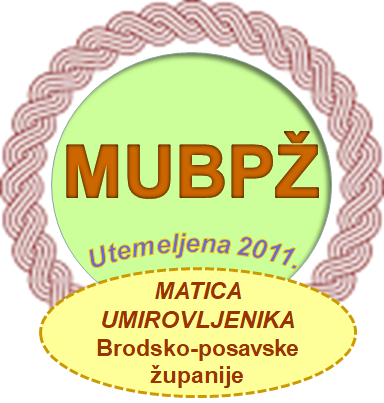 MUBPŽ
Utemeljena 2011.
MATICA
UMIROVLJENIKA
Brodsko-posavske
županije